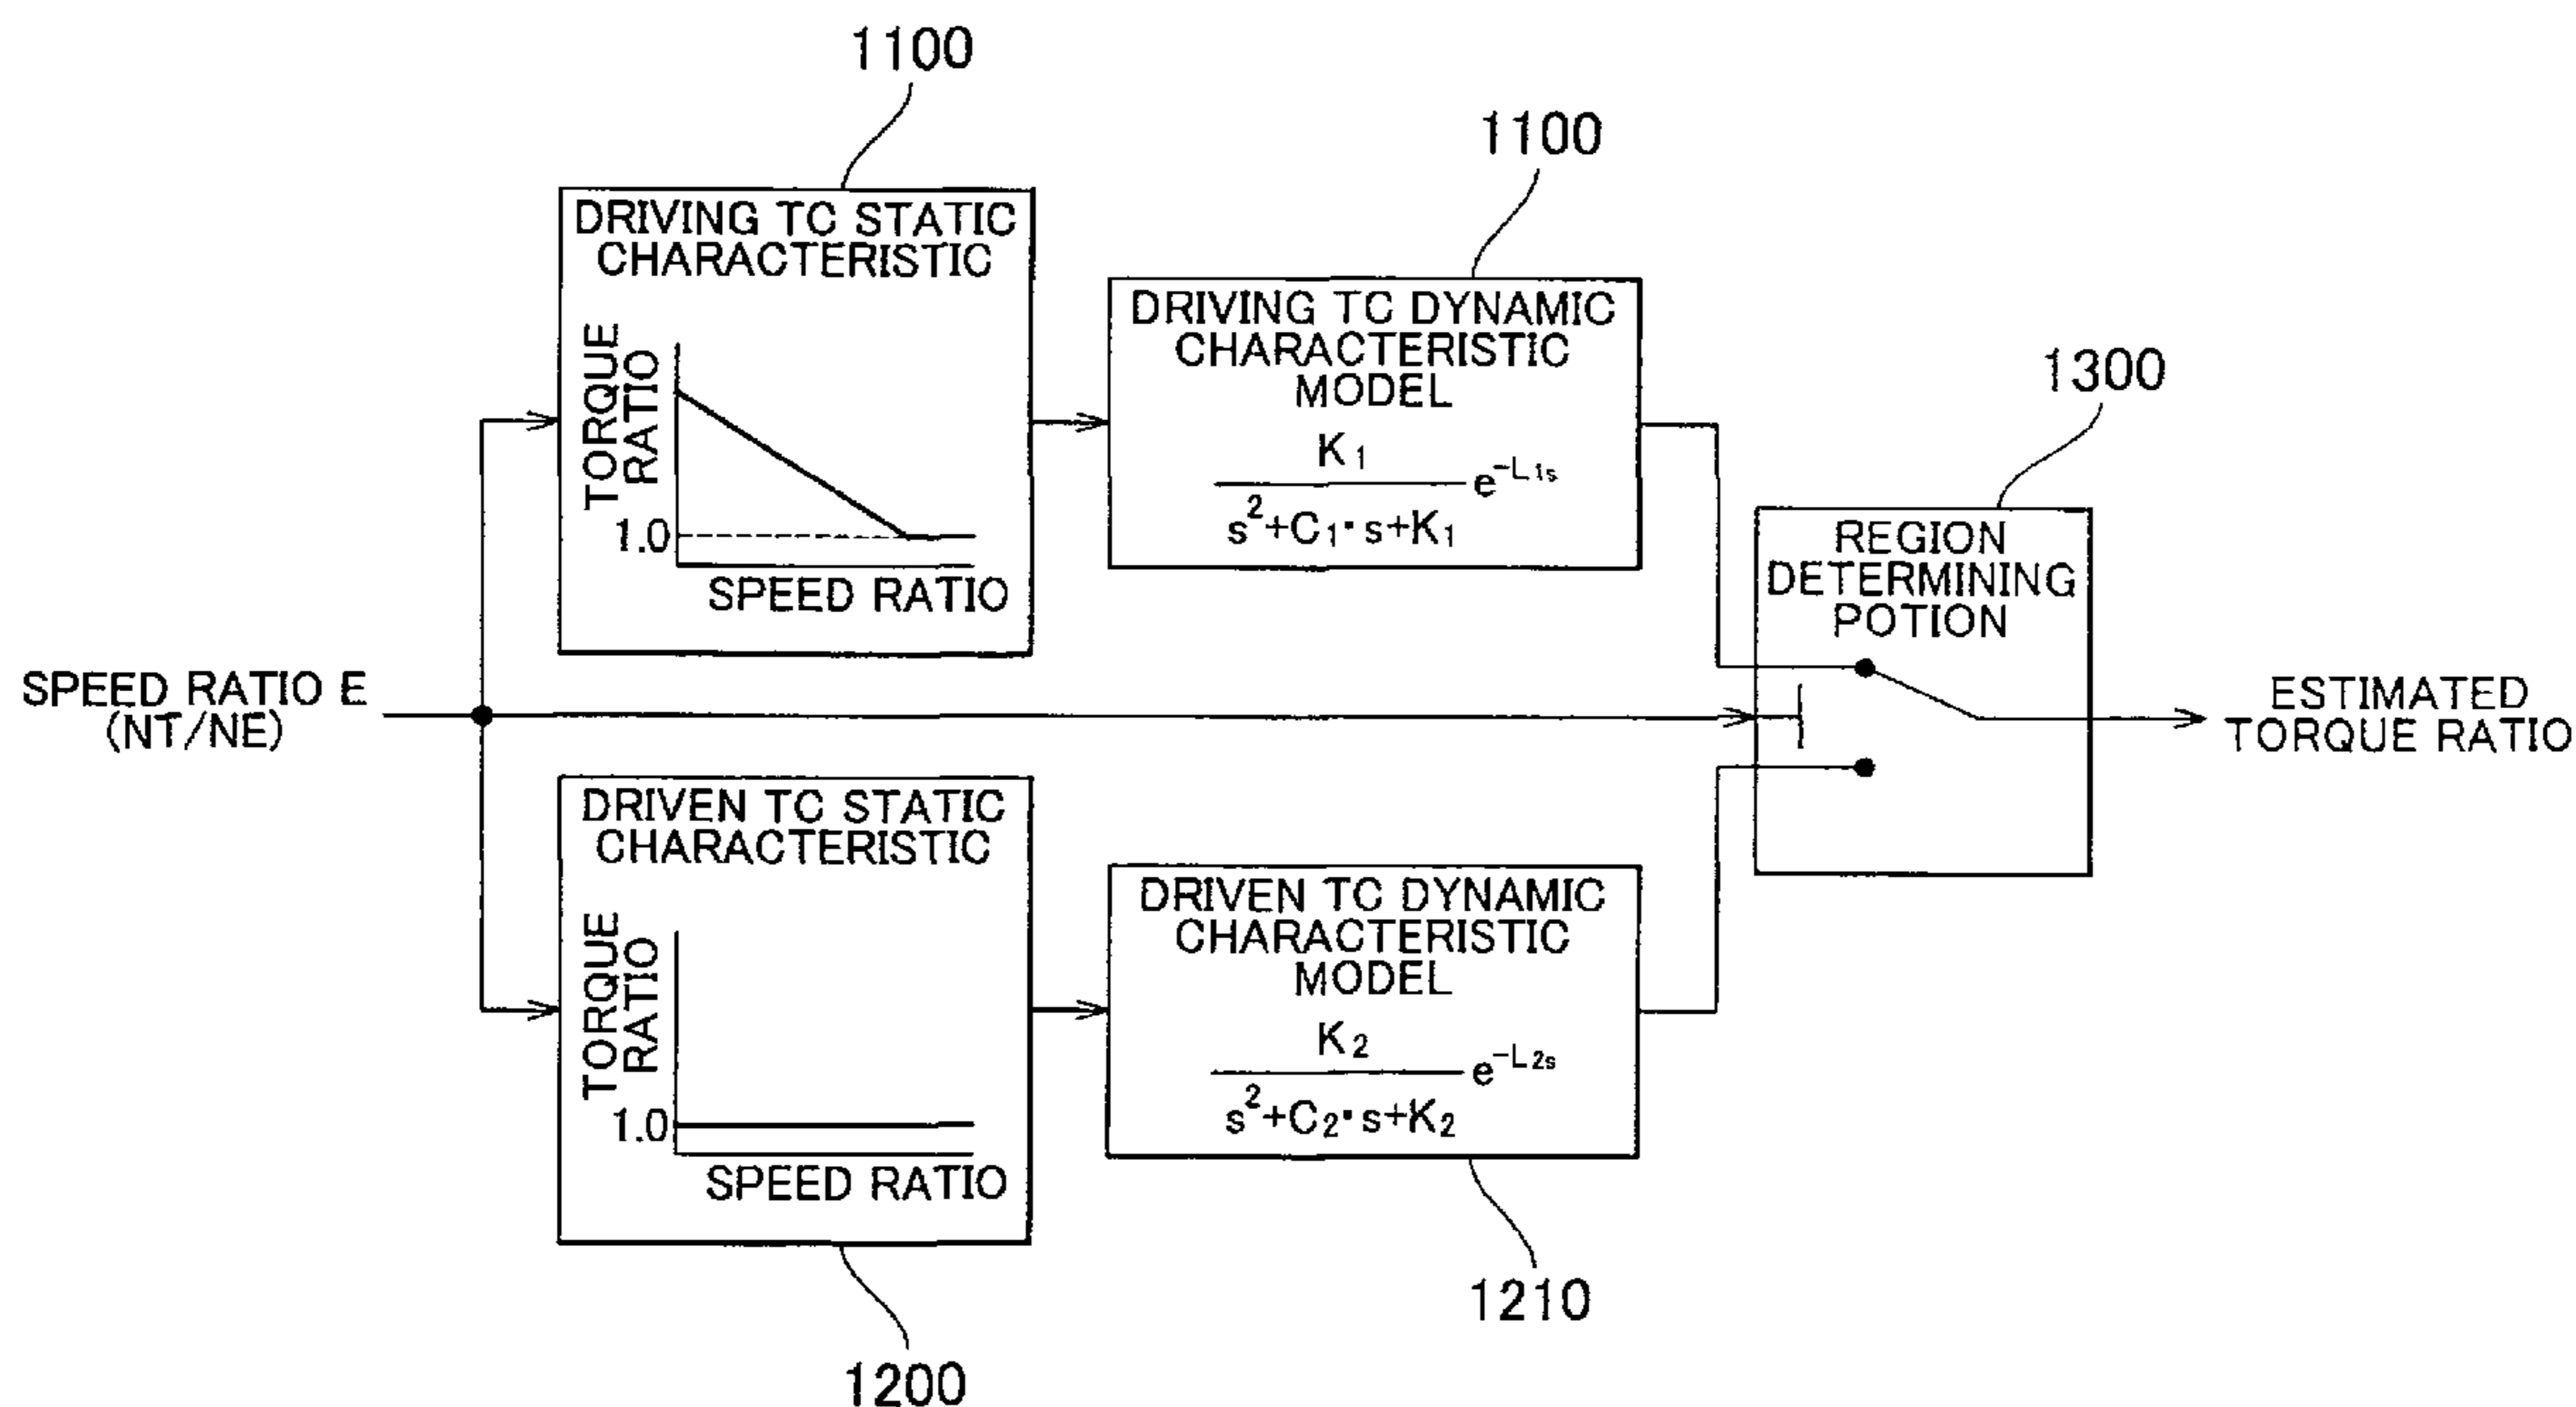 1100
1100
DRIVING TC STATIC
CHARACTERISTIC
TORQUE
RATIO
1.0
SPEED RATIO
DRIVING TC DYNAMIC
CHARACTERISTIC
MODEL
K₁
s²+C₁·s+K₁
e⁻ᴸ¹ˢ
1300
REGION
DETERMINING
POTION
SPEED RATIO E
(NT/NE)
ESTIMATED
TORQUE RATIO
DRIVEN TC STATIC
CHARACTERISTIC
TORQUE
RATIO
1.0
SPEED RATIO
DRIVEN TC DYNAMIC
CHARACTERISTIC
MODEL
K₂
s²+C₂·s+K₂
e⁻ᴸ²ˢ
1210
1200